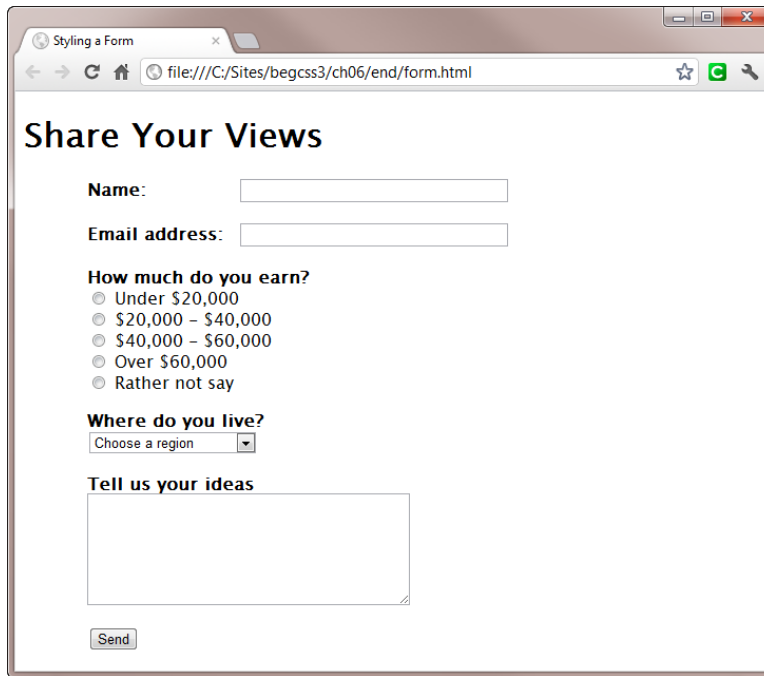 Styling a Form
file:///C:/Sites/begcss3/ch06/end/form.html
Share Your Views
Name:
Email address:
How much do you earn?
Under $20,000
$20,000 – $40,000
$40,000 – $60,000
Over $60,000
Rather not say
Where do you live?
Choose a region
Tell us your ideas
Send